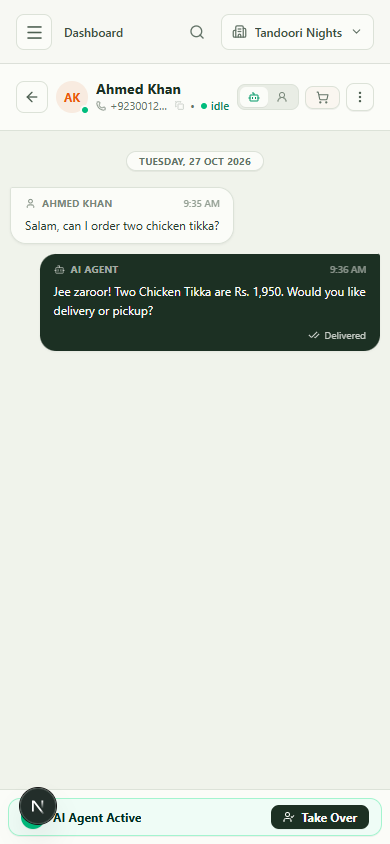 Dashboard
Tandoori Nights
AK
Ahmed Khan
+9230012... • idle
TUESDAY, 27 OCT 2026
AHMED KHAN 9:35 AM
Salam, can I order two chicken tikka?
AI AGENT 9:36 AM
Jee zaroor! Two Chicken Tikka are Rs. 1,950. Would you like
delivery or pickup?
Delivered
N
AI Agent Active
Take Over